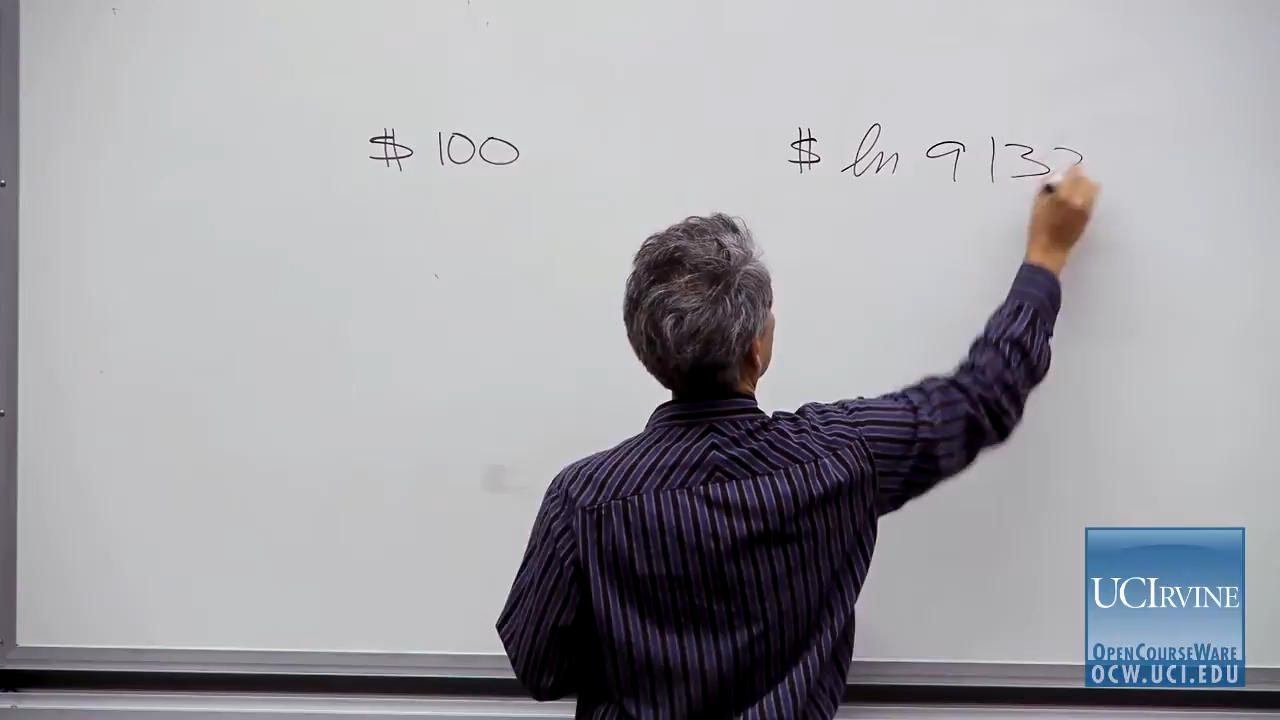 $ 100
$ ln 913
UCIRVINE
OPENCOURSEWARE
OCW.UCI.EDU